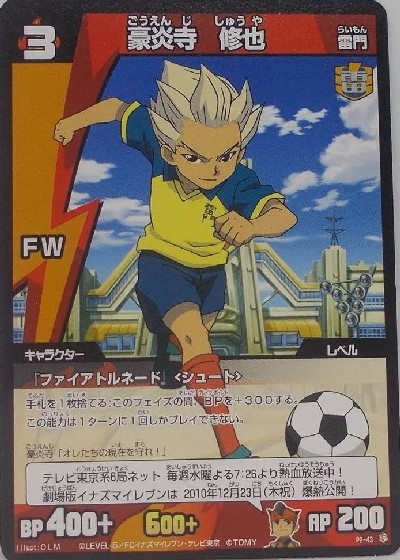 3
ごうえんじ しゅうや
豪炎寺 修也
らいもん
雷門
FW
キャラクター
レベル
『ファイアトルネード』<シュート>
手札を1枚捨てる:このフェイズの間、BPを+300する。
この能力は1ターンに1回しかプレイできない。
豪炎寺「オレたちの現在を守れ!」
テレビ東京系6局ネット 毎週水曜よる7:26より熱血放送中!
劇場版イナズマイレブンは 2010年12月23日(木祝) 爆熱公開!
BP 400+ 600+ RP 200
PR-43
Illust:OLM ©LEVEL-5/FCイナズマイレブン・テレビ東京 ©TOMY